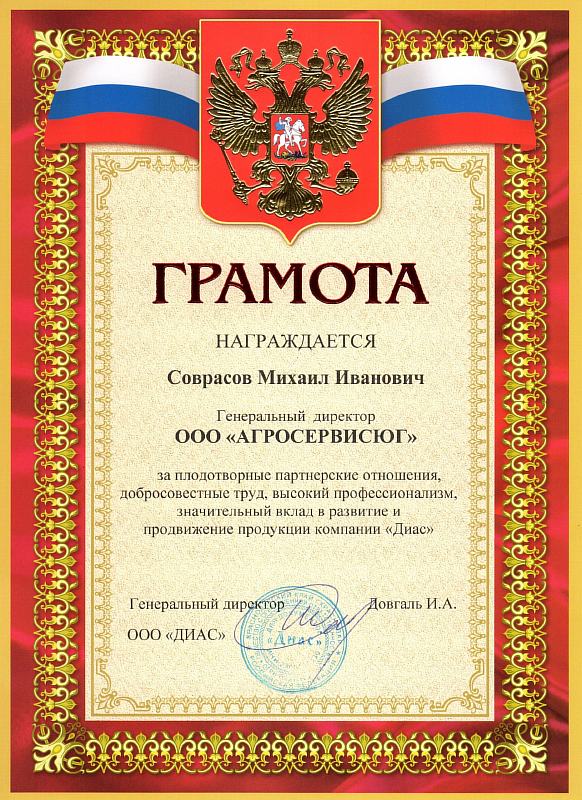 ГРАМОТА
НАГРАЖДАЕТСЯ
Соврасов Михаил Иванович
Генеральный директор
ООО «АГРОСЕРВИСЮГ»
за плодотворные партнерские отношения,
добросовестные труд, высокий профессионализм,
значительный вклад в развитие и
продвижение продукции компании «Диас»
Генеральный директор Довгаль И.А.
ООО «ДИАС»
«Диас»